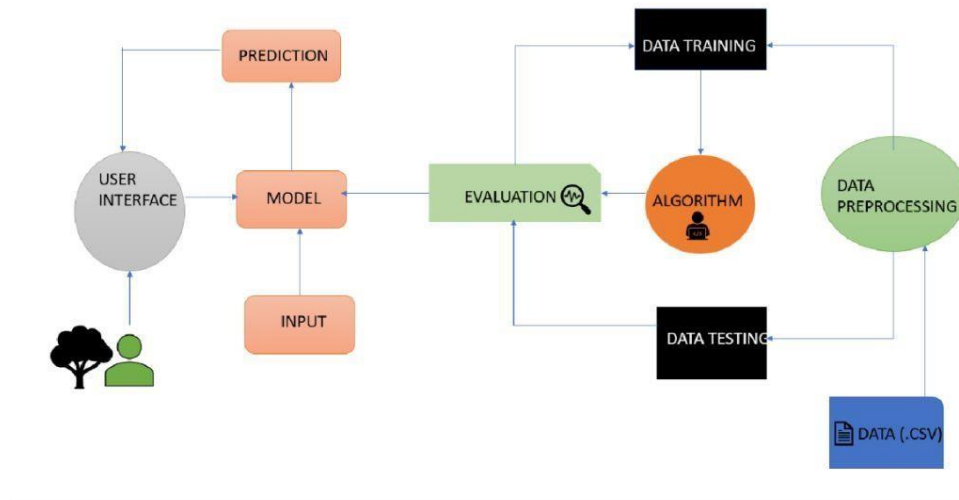 DATA TRAINING
PREDICTION
USER
INTERFACE
MODEL
EVALUATION
ALGORITHM
DATA
PREPROCESSING
INPUT
DATA TESTING
DATA (.CSV)